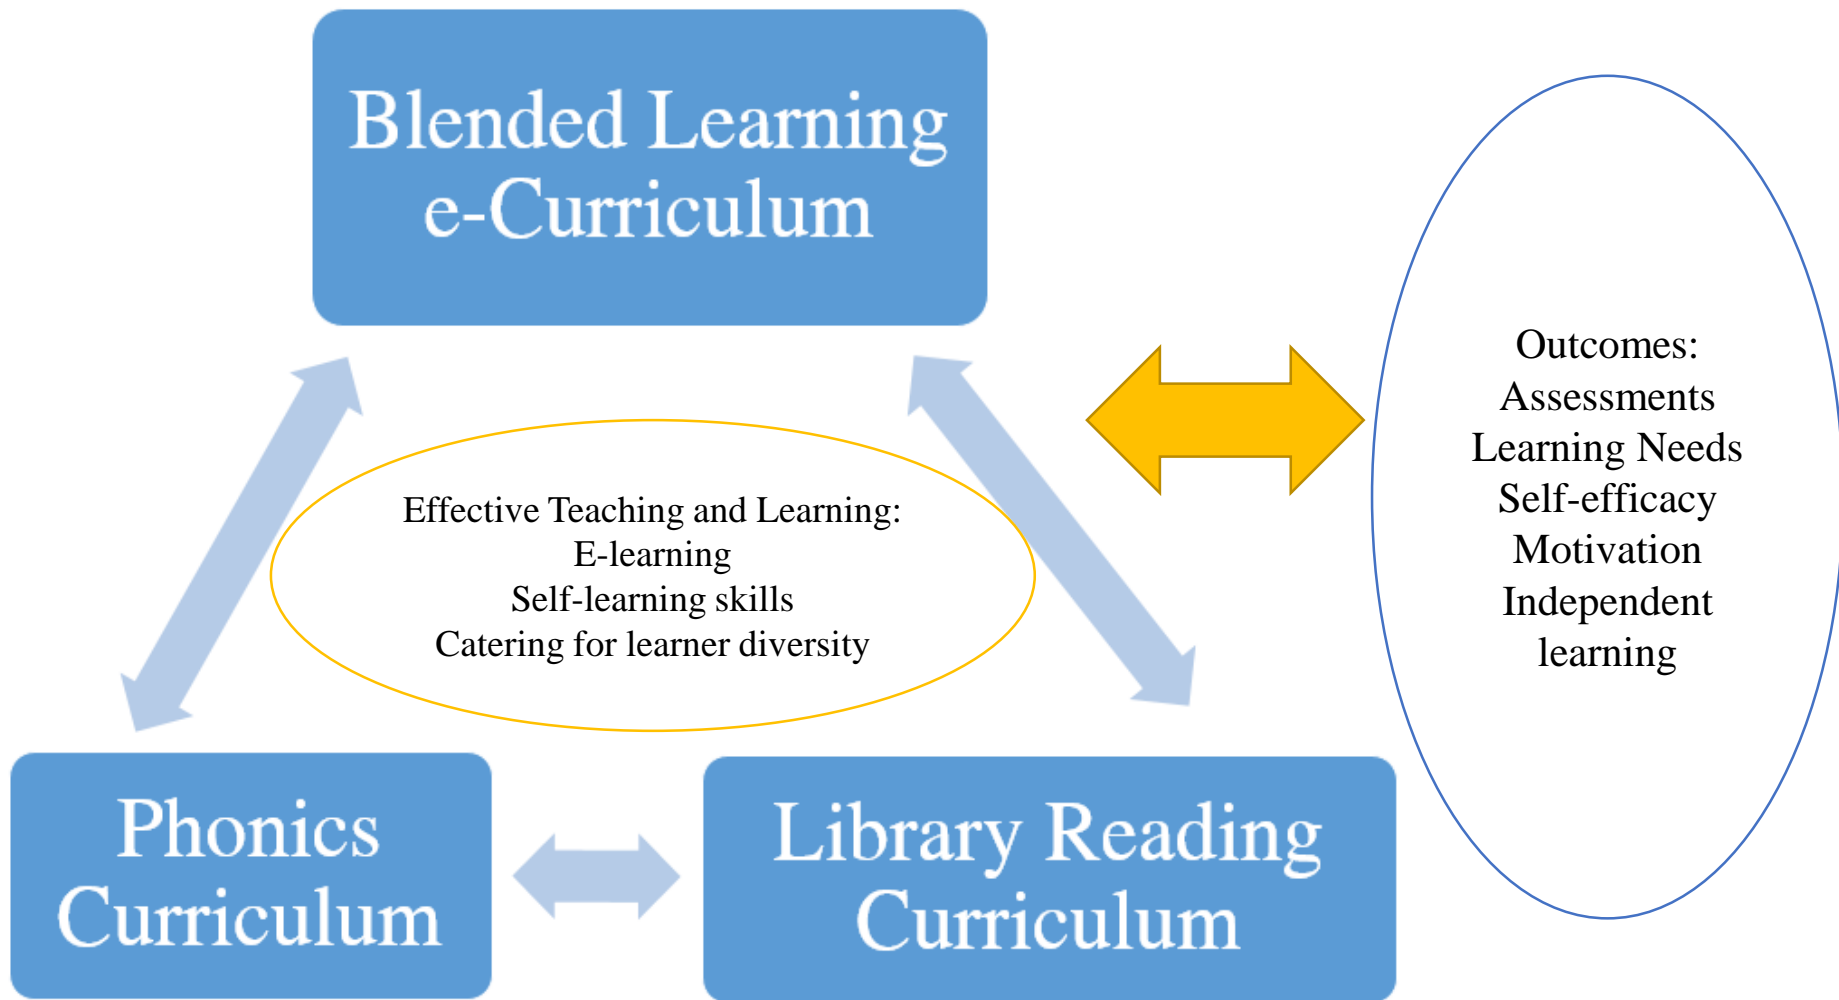 Blended Learning
e-Curriculum
Effective Teaching and Learning:
E-learning
Self-learning skills
Catering for learner diversity
Phonics
Curriculum
Library Reading
Curriculum
Outcomes:
Assessments
Learning Needs
Self-efficacy
Motivation
Independent
learning